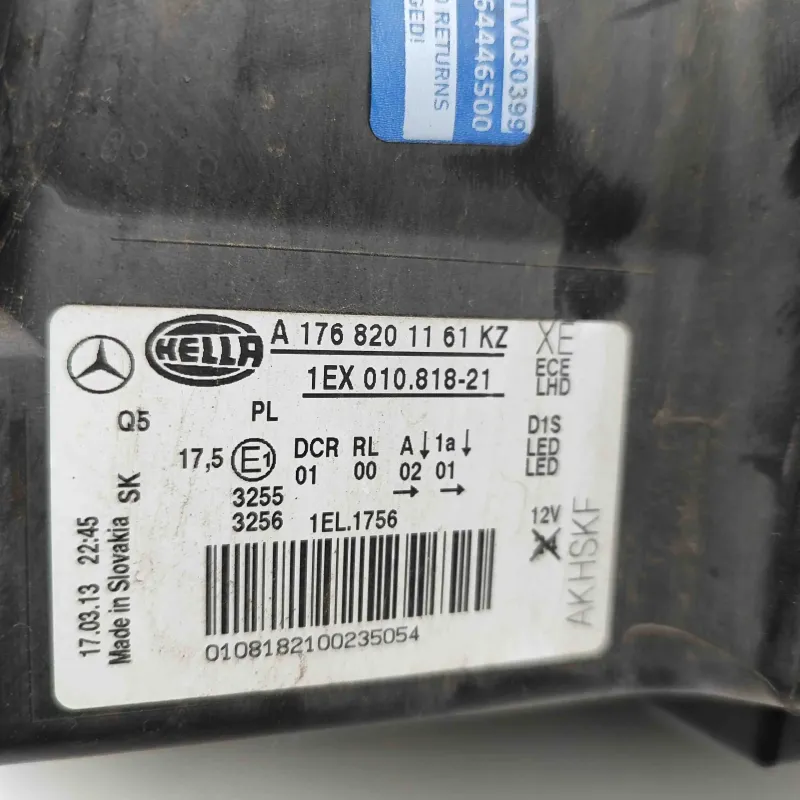 TV030399
54446500
RETURNS
GED!
HELLA
A 176 820 11 61 KZ
XE
1EX 010.818-21
ECE
LHD
Q5
PL
D1S
LED
LED
17,5 E1 DCR RL A↓ 1a↓
01 00 02 01
→ →
3255
3256 1EL.1756
12V
AKHSKF
SK
17.03.13 22:45
Made in Slovakia
0108182100235054